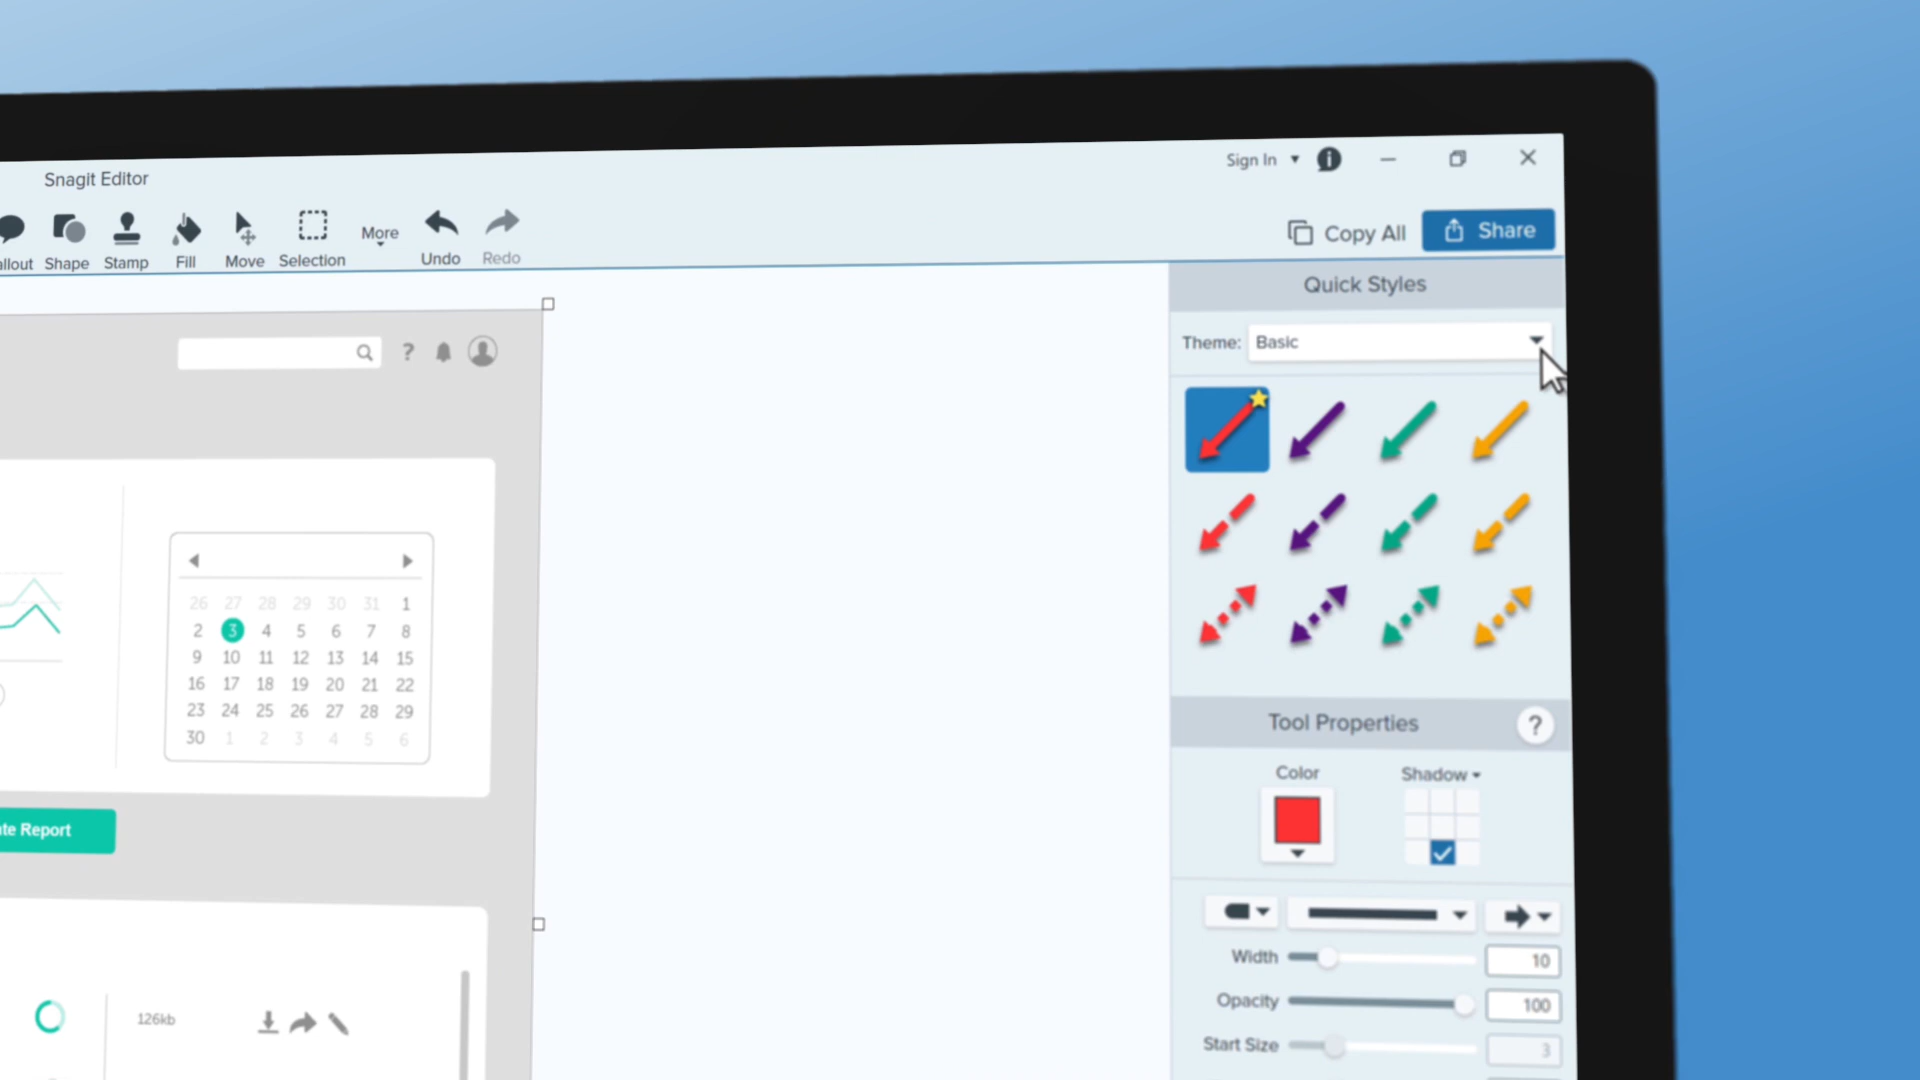 Snagit Editor
Sign In
allout Shape Stamp Fill Move Selection More Undo Redo
Copy All Share
Quick Styles
Theme: Basic
?
26 27 28 29 30 31 1
2 3 4 5 6 7 8
9 10 11 12 13 14 15
16 17 18 19 20 21 22
23 24 25 26 27 28 29
30 1 2 3 4 5 6
te Report
126kb
Tool Properties ?
Color Shadow
Width 10
Opacity 100
Start Size 3